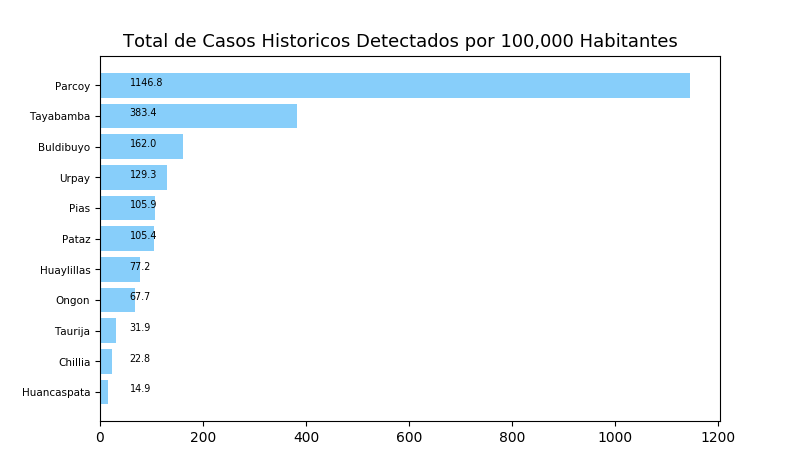 Total de Casos Historicos Detectados por 100,000 Habitantes
Parcoy 1146.8
Tayabamba 383.4
Buldibuyo 162.0
Urpay 129.3
Pias 105.9
Pataz 105.4
Huaylillas 77.2
Ongon 67.7
Taurija 31.9
Chillia 22.8
Huancaspata 14.9
0 200 400 600 800 1000 1200